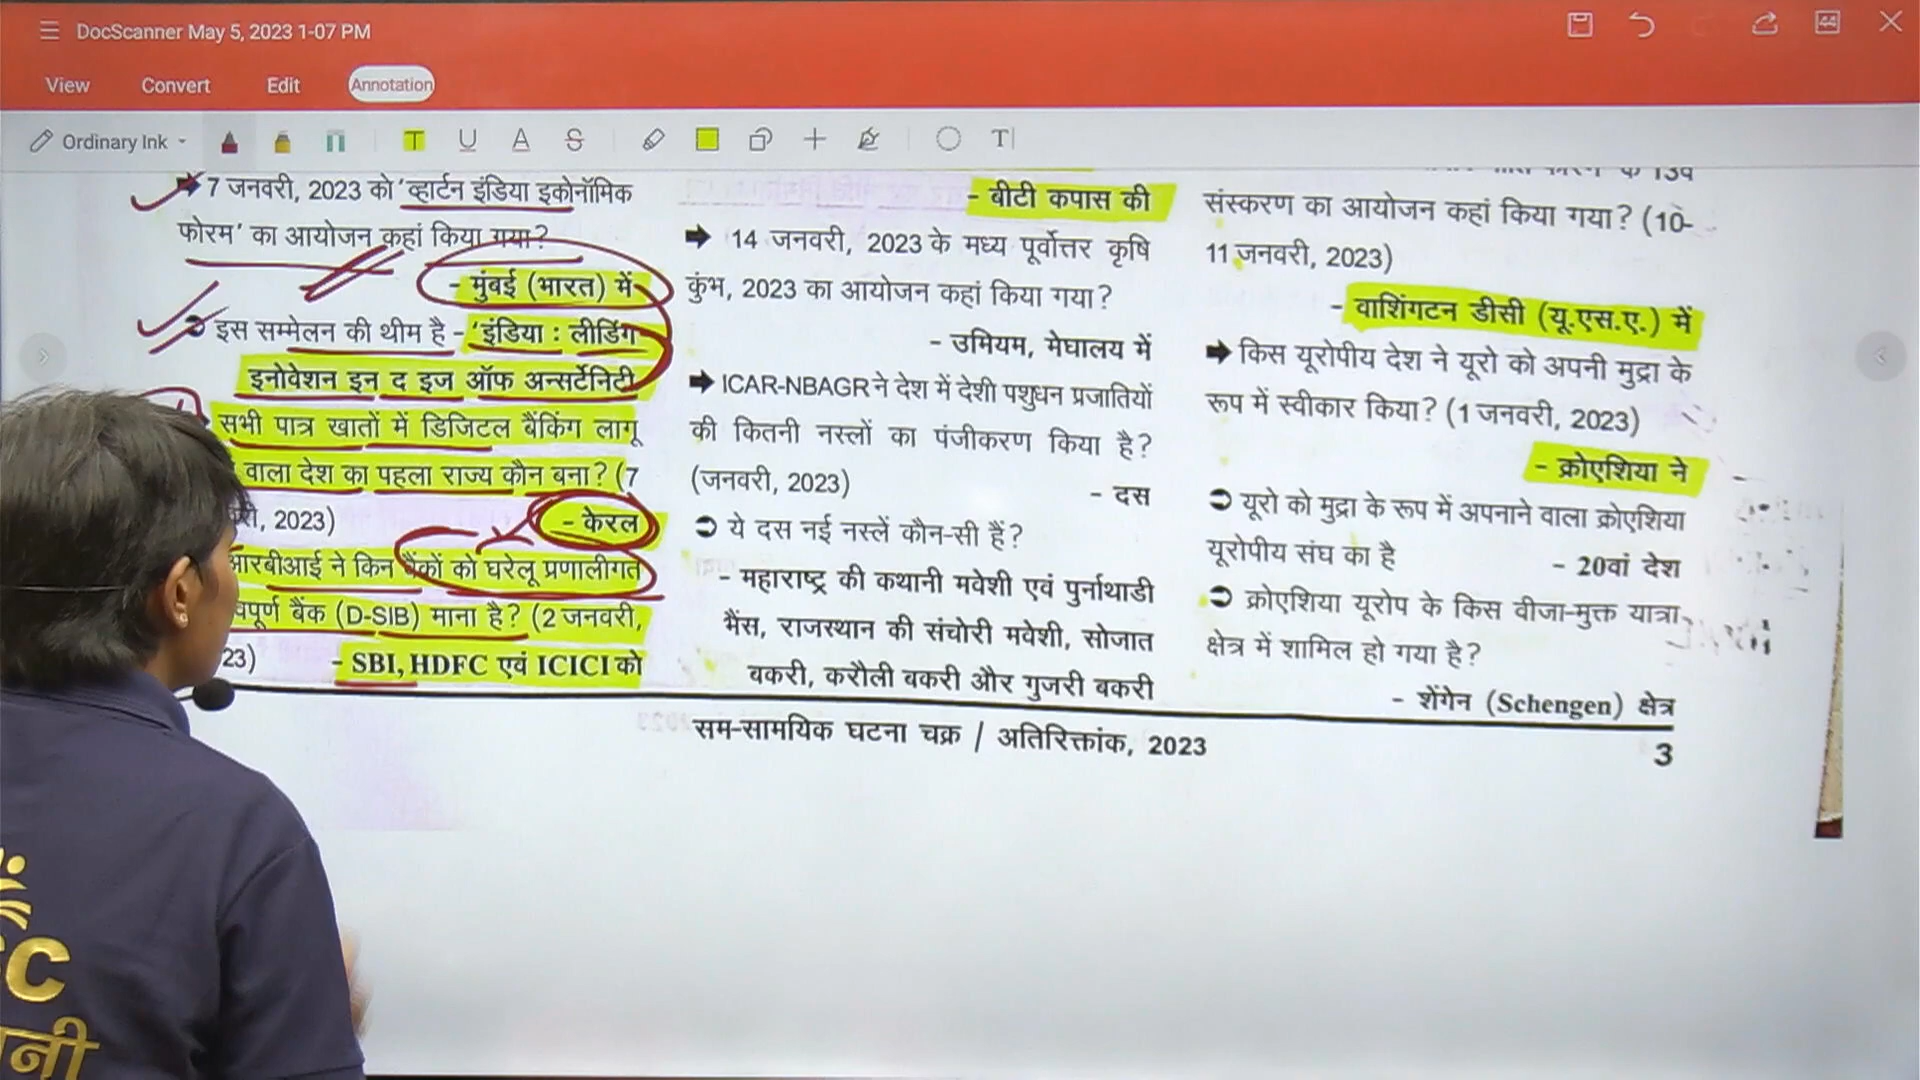 DocScanner May 5, 2023 1-07 PM
View Convert Edit Annotation
Ordinary Ink
7 जनवरी, 2023 को 'व्हार्टन इंडिया इकोनॉमिक
फोरम' का आयोजन कहां किया गया?
- मुंबई (भारत) में
इस सम्मेलन की थीम है - 'इंडिया : लीडिंग
इनोवेशन इन द इज ऑफ अन्सर्टेनिटी
सभी पात्र खातों में डिजिटल बैंकिंग लागू
वाला देश का पहला राज्य कौन बना? (7
री, 2023)
- केरल
आरबीआई ने किन बैंकों को घरेलू प्रणालीगत
वपूर्ण बैंक (D-SIB) माना है? (2 जनवरी,
23)
- SBI, HDFC एवं ICICI को
- बीटी कपास की
14 जनवरी, 2023 के मध्य पूर्वोत्तर कृषि
कुंभ, 2023 का आयोजन कहां किया गया?
- उमियम, मेघालय में
ICAR-NBAGR ने देश में देशी पशुधन प्रजातियों
की कितनी नस्लों का पंजीकरण किया है?
(जनवरी, 2023)
- दस
ये दस नई नस्लें कौन-सी हैं?
- महाराष्ट्र की कथानी मवेशी एवं पुर्नाथाडी
भैंस, राजस्थान की संचोरी मवेशी, सोजात
बकरी, करौली बकरी और गुजरी बकरी
संस्करण का आयोजन कहां किया गया? (10-
11 जनवरी, 2023)
- वाशिंगटन डीसी (यू.एस.ए.) में
किस यूरोपीय देश ने यूरो को अपनी मुद्रा के
रूप में स्वीकार किया? (1 जनवरी, 2023)
- क्रोएशिया ने
यूरो को मुद्रा के रूप में अपनाने वाला क्रोएशिया
यूरोपीय संघ का है
- 20वां देश
क्रोएशिया यूरोप के किस वीजा-मुक्त यात्रा
क्षेत्र में शामिल हो गया है?
- शेंगेन (Schengen) क्षेत्र
सम-सामयिक घटना चक्र / अतिरिक्तांक, 2023
3